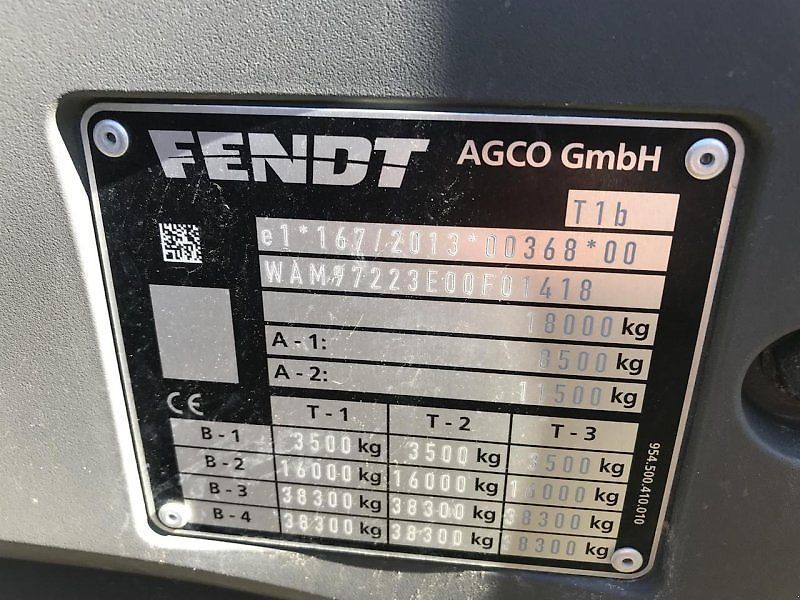 FENDT AGCO GmbH
T1b
e1*167/2013*00368*00
WAM97223E00F01418
18000 kg
A - 1: 8500 kg
A - 2: 11500 kg
T - 1 T - 2 T - 3
B - 1 3500 kg 3500 kg 3500 kg
B - 2 16000 kg 16000 kg 16000 kg
B - 3 38300 kg 38300 kg 38300 kg
B - 4 38300 kg 38300 kg 38300 kg
CE
954.500.410.010